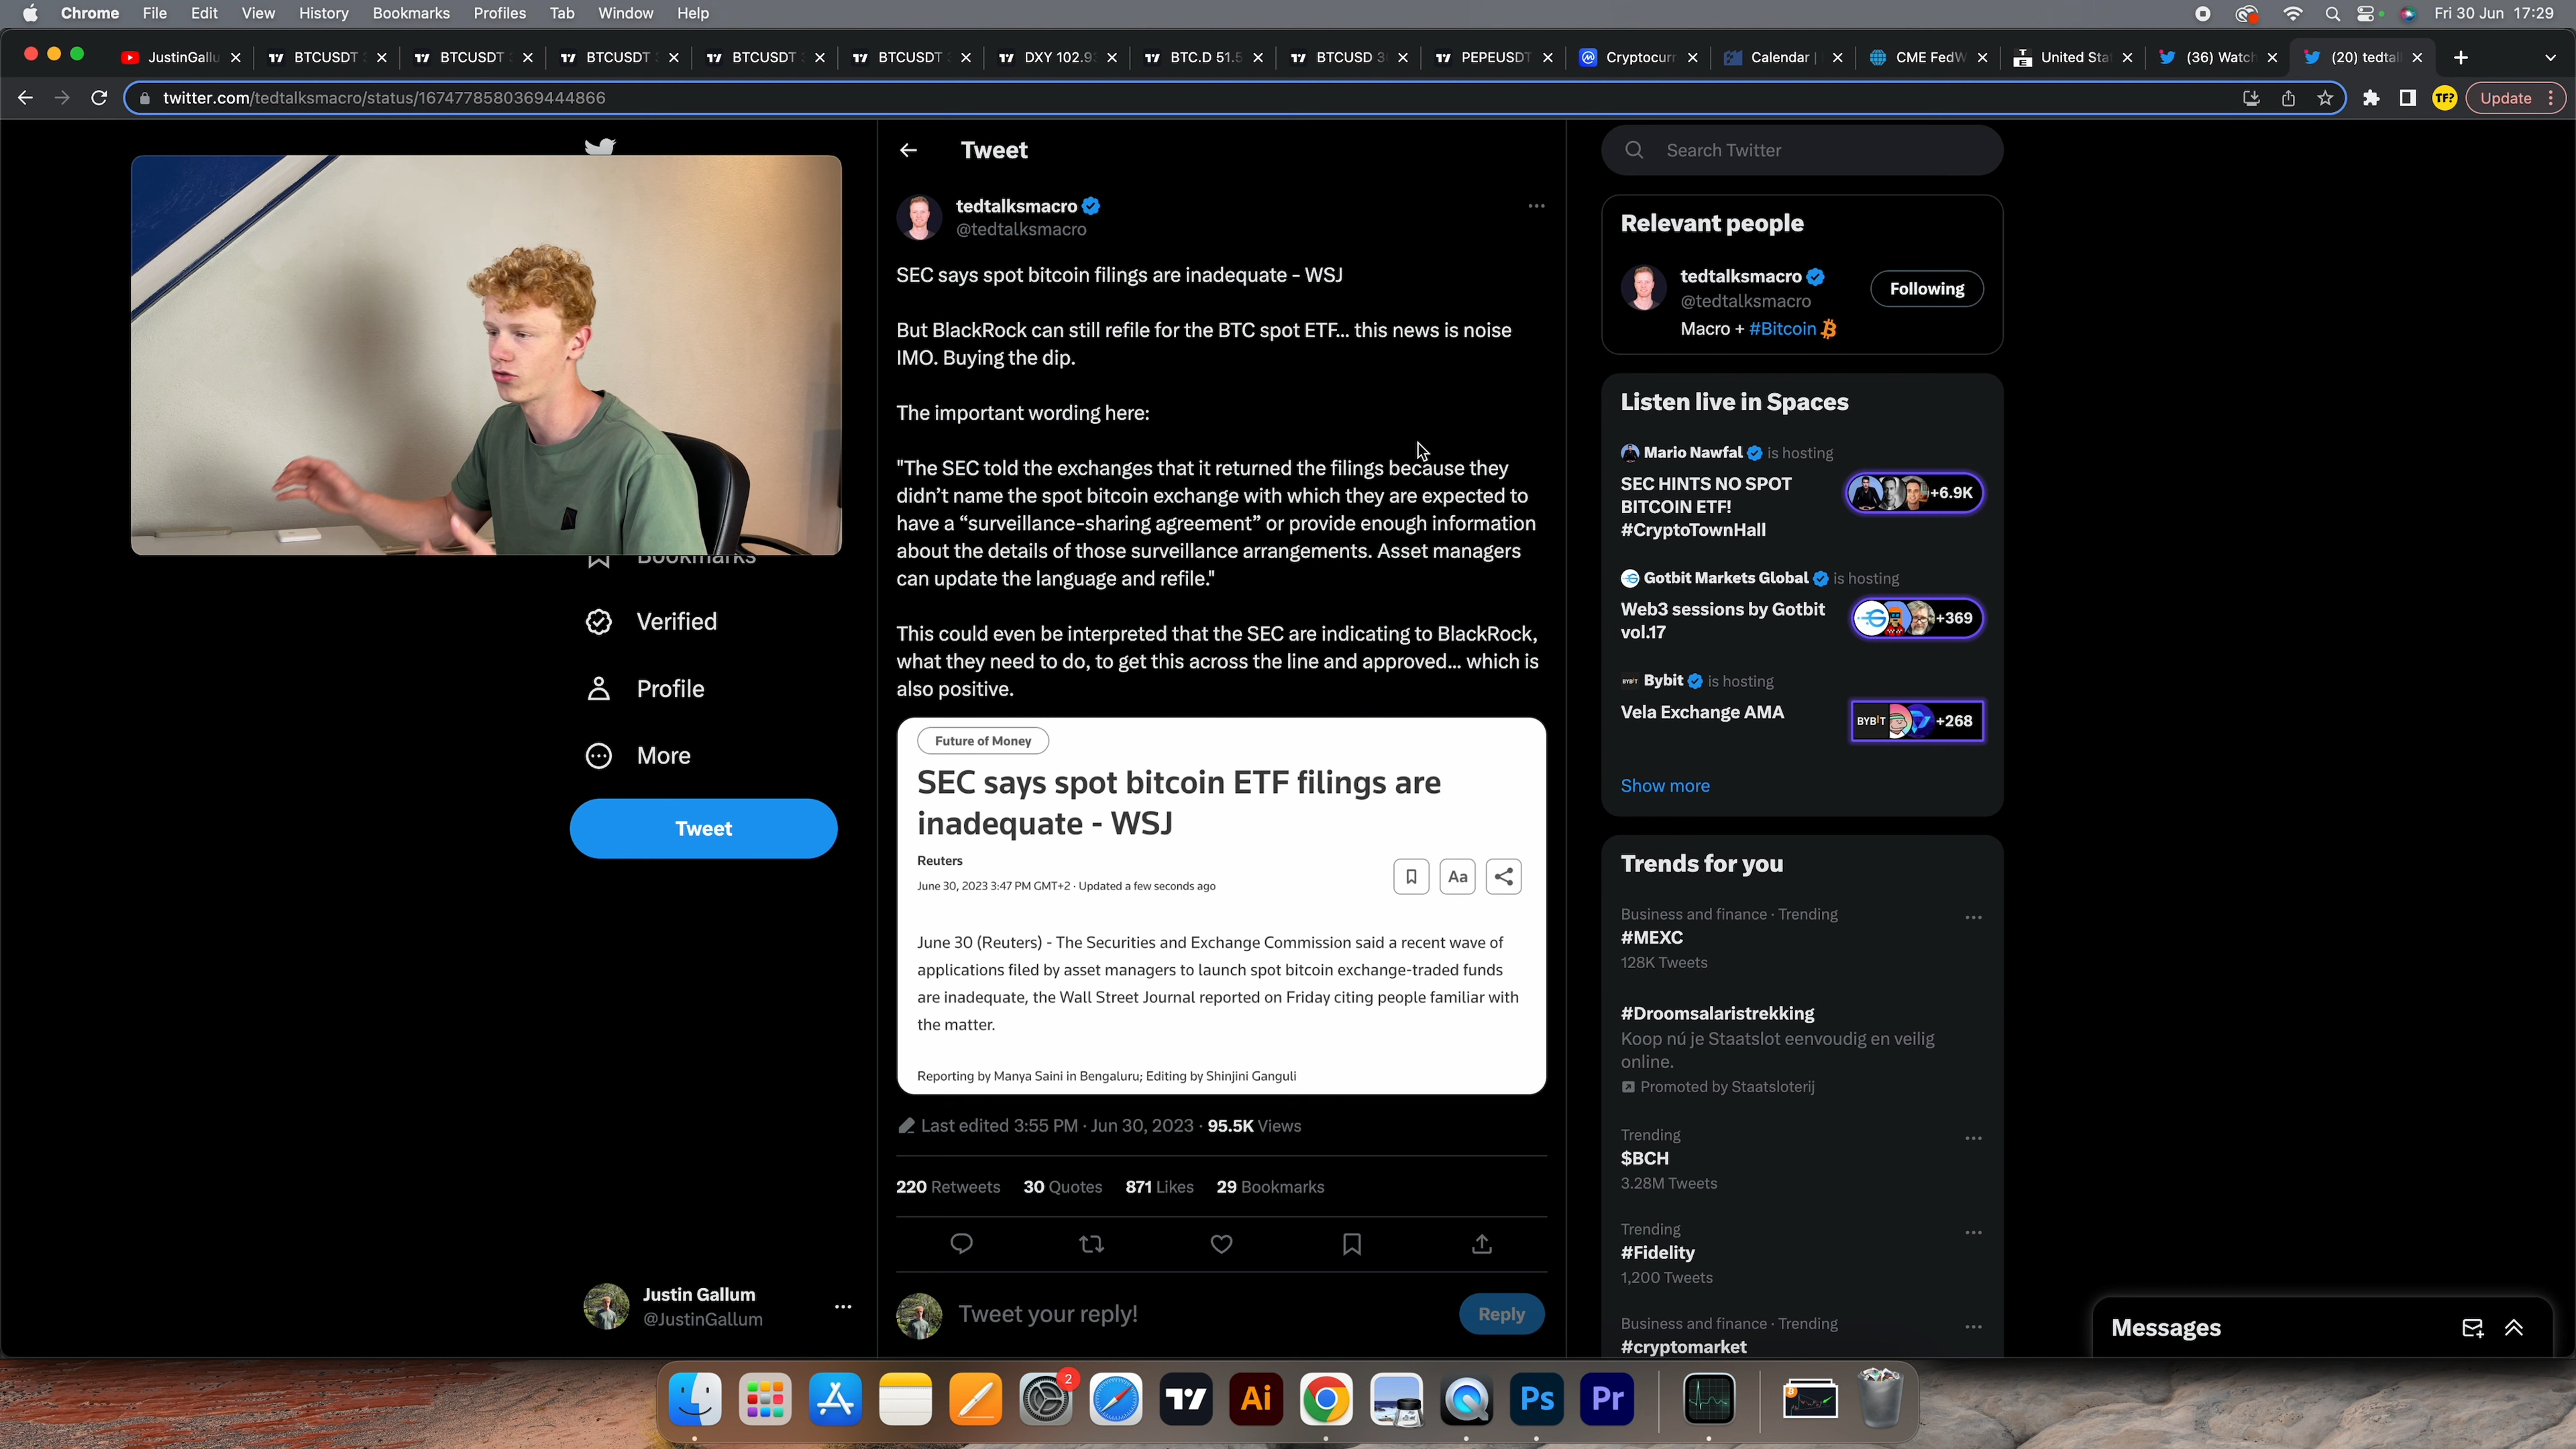 Chrome File Edit View History Bookmarks Profiles Tab Window Help
Fri 30 Jun 17:29
JustinGallu
BTCUSDT
BTCUSDT
BTCUSDT
BTCUSDT
BTCUSDT
DXY 102.9
BTC.D 51.5
BTCUSD
PEPEUSDT
Cryptocurr
Calendar |
CME FedW
United Sta
(36) Watch
(20) tedtal
twitter.com/tedtalksmacro/status/1674778580369444866
TF?
Update
Bookmarks
Verified
Profile
More
Tweet
Justin Gallum
@JustinGallum
Tweet
tedtalksmacro
@tedtalksmacro
SEC says spot bitcoin filings are inadequate - WSJ
But BlackRock can still refile for the BTC spot ETF... this news is noise
IMO. Buying the dip.
The important wording here:
"The SEC told the exchanges that it returned the filings because they
didn't name the spot bitcoin exchange with which they are expected to
have a “surveillance-sharing agreement” or provide enough information
about the details of those surveillance arrangements. Asset managers
can update the language and refile."
This could even be interpreted that the SEC are indicating to BlackRock,
what they need to do, to get this across the line and approved... which is
also positive.
Future of Money
SEC says spot bitcoin ETF filings are
inadequate - WSJ
Reuters
June 30, 2023 3:47 PM GMT+2 · Updated a few seconds ago
Aa
June 30 (Reuters) - The Securities and Exchange Commission said a recent wave of
applications filed by asset managers to launch spot bitcoin exchange-traded funds
are inadequate, the Wall Street Journal reported on Friday citing people familiar with
the matter.
Reporting by Manya Saini in Bengaluru; Editing by Shinjini Ganguli
Last edited 3:55 PM · Jun 30, 2023 · 95.5K Views
220 Retweets 30 Quotes 871 Likes 29 Bookmarks
Tweet your reply!
Reply
Search Twitter
Relevant people
tedtalksmacro
@tedtalksmacro
Following
Macro + #Bitcoin
Listen live in Spaces
Mario Nawfal is hosting
SEC HINTS NO SPOT
BITCOIN ETF!
#CryptoTownHall
+6.9K
Gotbit Markets Global is hosting
Web3 sessions by Gotbit
vol.17
+369
Bybit is hosting
Vela Exchange AMA
BYBIT
+268
Show more
Trends for you
Business and finance · Trending
#MEXC
128K Tweets
#Droomsalaristrekking
Koop nú je Staatslot eenvoudig en veilig
online.
Promoted by Staatsloterij
Trending
$BCH
3.28M Tweets
Trending
#Fidelity
1,200 Tweets
Business and finance · Trending
#cryptomarket
Messages
2
Ai
Ps
Pr